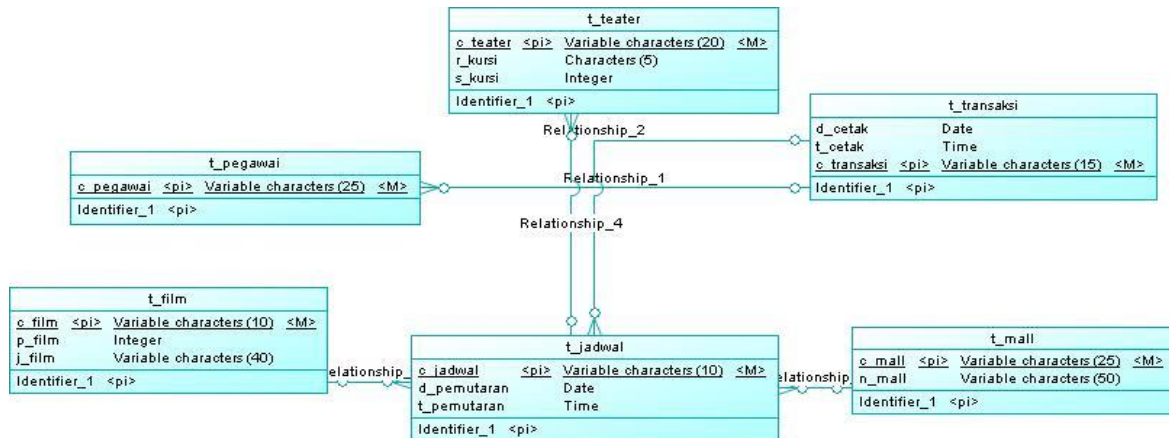 t_teater
c_teater <pi> Variable characters (20) <M>
r_kursi Characters (5)
s_kursi Integer
Identifier_1 <pi>
t_transaksi
d_cetak Date
t_cetak Time
c_transaksi <pi> Variable characters (15) <M>
Identifier_1 <pi>
Relationship_2
t_pegawai
c_pegawai <pi> Variable characters (25) <M>
Identifier_1 <pi>
Relationship_1
Relationship_4
t_film
c_film <pi> Variable characters (10) <M>
p_film Integer
j_film Variable characters (40)
Identifier_1 <pi>
elationship_
t_jadwal
c_jadwal <pi> Variable characters (10) <M>
d_pemutaran Date
t_pemutaran Time
Identifier_1 <pi>
elationship_
t_mall
c_mall <pi> Variable characters (25) <M>
n_mall Variable characters (50)
Identifier_1 <pi>